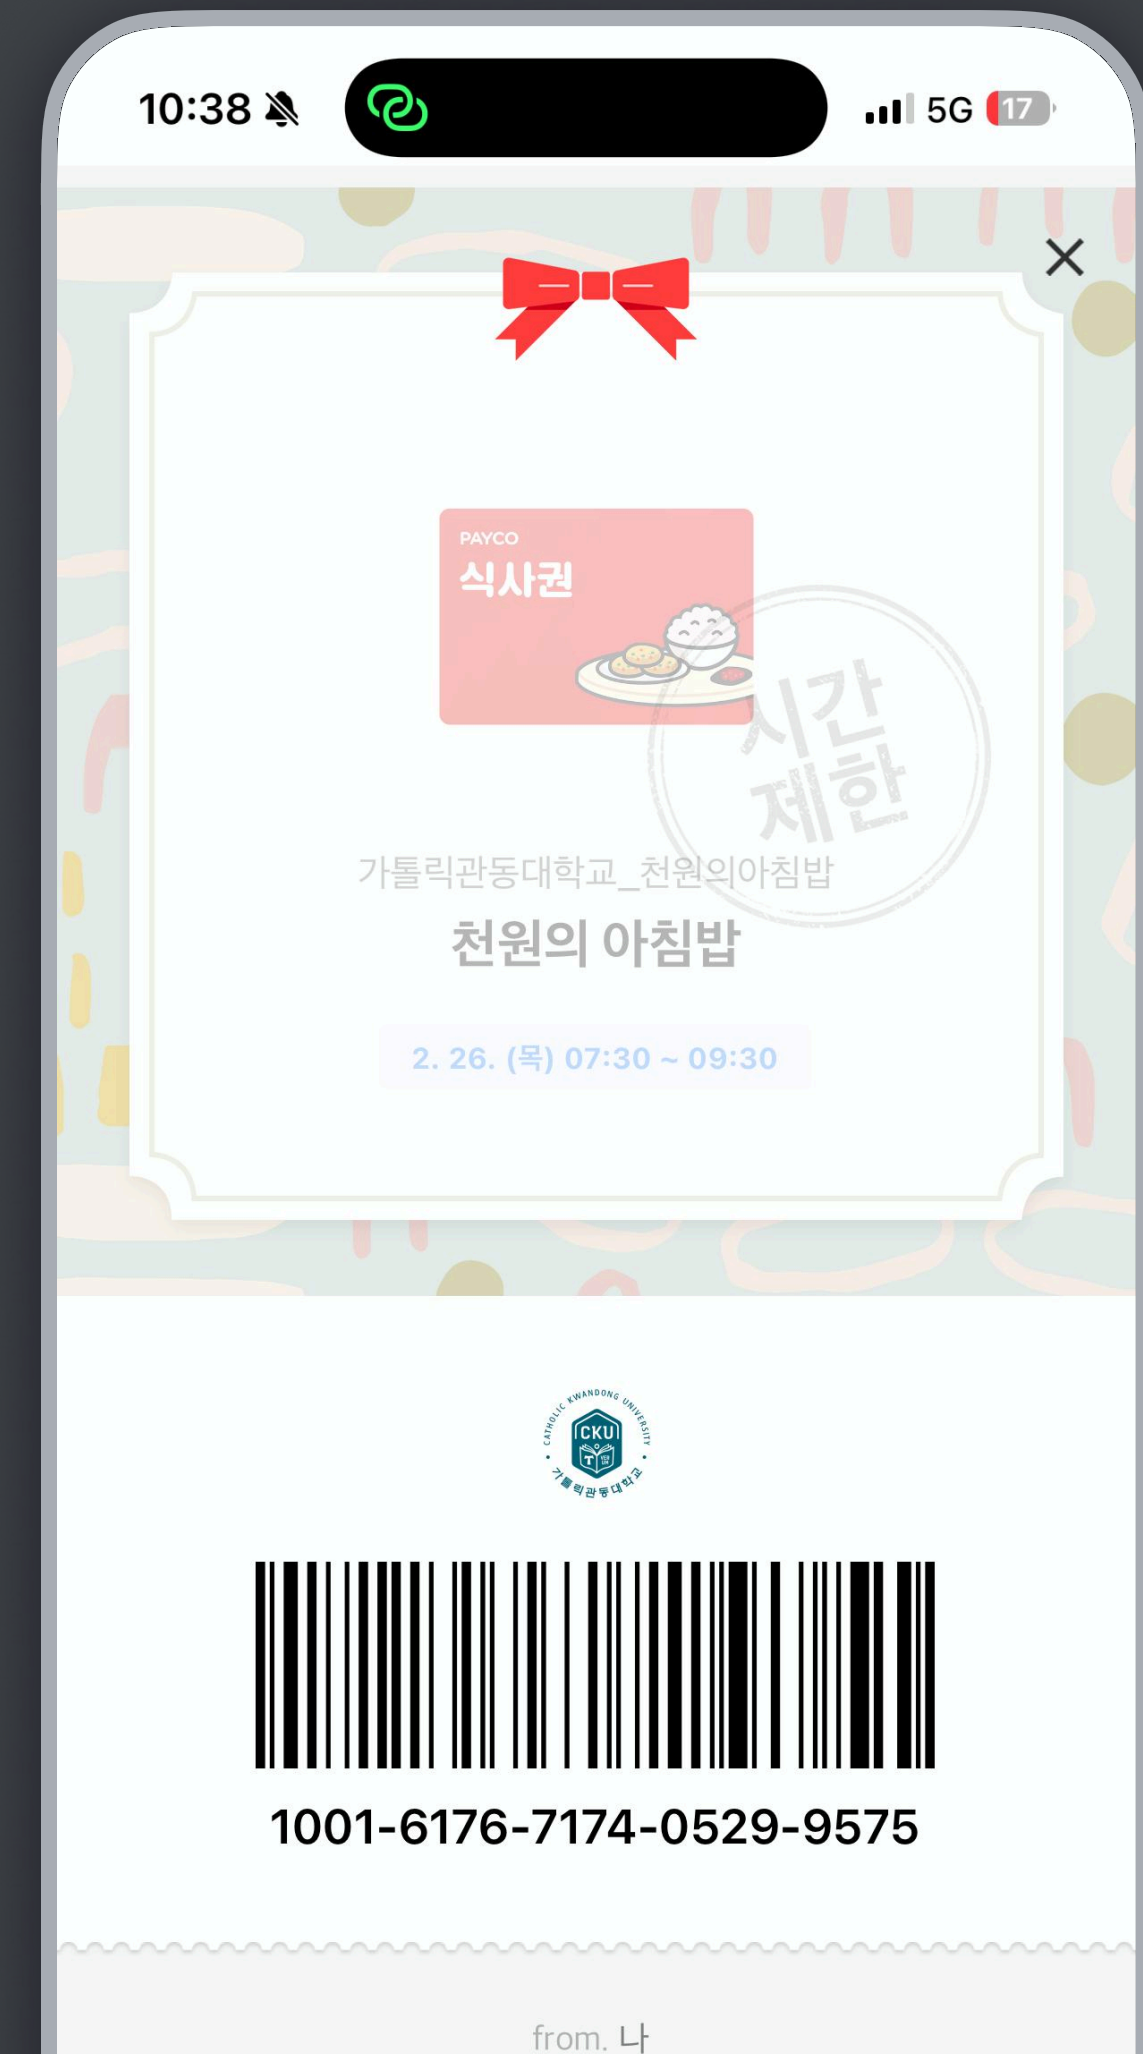 10:38
5G 17
PAYCO
식사권
시간
제한
가톨릭관동대학교_천원의아침밥
천원의 아침밥
2. 26. (목) 07:30 ~ 09:30
CATHOLIC KWANDONG UNIVERSITY
CKU
가톨릭관동대학교
1001-6176-7174-0529-9575
from. 나